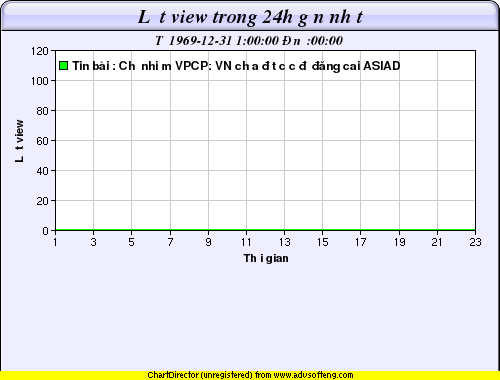 L t view trong 24h g n nh t
T 1969-12-31 1:00:00 Đn :00:00
120
Tin bài : Ch nhi m VPCP: VN ch a đ t c c đ đăng cai ASIAD
100
80
60
40
20
0
L t view
1 3 5 7 9 11 13 15 17 19 21 23
Th i gian
ChartDirector (unregistered) from www.advsofteng.com